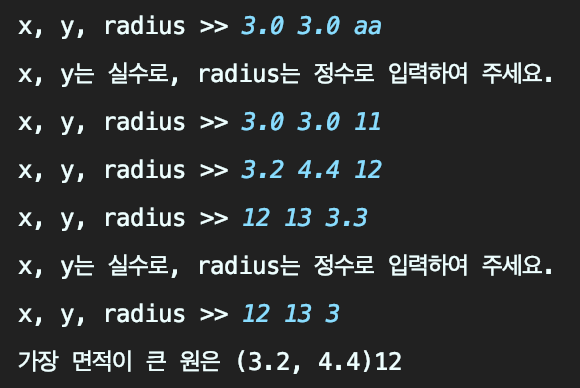 x, y, radius >> 3.0 3.0 aa
x, y는 실수로, radius는 정수로 입력하여 주세요.
x, y, radius >> 3.0 3.0 11
x, y, radius >> 3.2 4.4 12
x, y, radius >> 12 13 3.3
x, y는 실수로, radius는 정수로 입력하여 주세요.
x, y, radius >> 12 13 3
가장 면적이 큰 원은 (3.2, 4.4)12